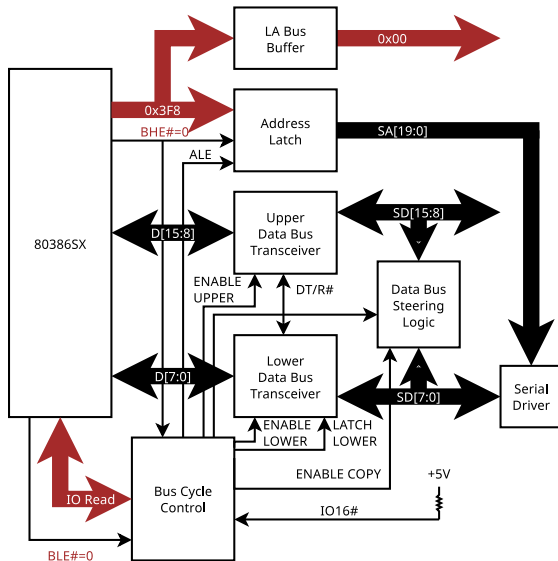 LA Bus
Buffer
0x00
0x3F8
BHE#=0
ALE
Address
Latch
SA[19:0]
80386SX
D[15:8]
Upper
Data Bus
Transceiver
SD[15:8]
ENABLE
UPPER
DT/R#
Data Bus
Steering
Logic
D[7:0]
Lower
Data Bus
Transceiver
SD[7:0]
Serial
Driver
ENABLE
LOWER
LATCH
LOWER
IO Read
Bus Cycle
Control
ENABLE COPY
+5V
IO16#
BLE#=0